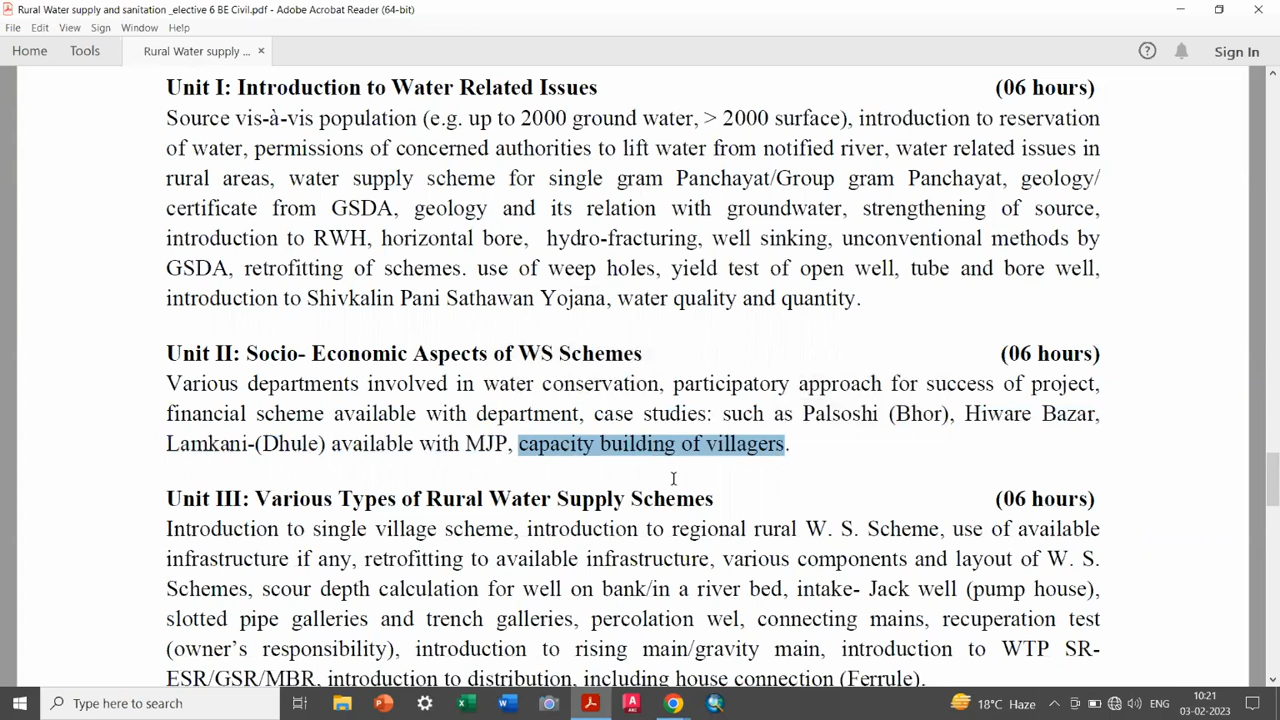 Rural Water supply and sanitation _elective 6 BE Civil.pdf - Adobe Acrobat Reader (64-bit)
File Edit View Sign Window Help
Home Tools Rural Water supply ... × Sign In
Unit I: Introduction to Water Related Issues (06 hours)
Source vis-à-vis population (e.g. up to 2000 ground water, > 2000 surface), introduction to reservation
of water, permissions of concerned authorities to lift water from notified river, water related issues in
rural areas, water supply scheme for single gram Panchayat/Group gram Panchayat, geology/
certificate from GSDA, geology and its relation with groundwater, strengthening of source,
introduction to RWH, horizontal bore, hydro-fracturing, well sinking, unconventional methods by
GSDA, retrofitting of schemes. use of weep holes, yield test of open well, tube and bore well,
introduction to Shivkalin Pani Sathawan Yojana, water quality and quantity.
Unit II: Socio- Economic Aspects of WS Schemes (06 hours)
Various departments involved in water conservation, participatory approach for success of project,
financial scheme available with department, case studies: such as Palsoshi (Bhor), Hiware Bazar,
Lamkani-(Dhule) available with MJP, capacity building of villagers.
Unit III: Various Types of Rural Water Supply Schemes (06 hours)
Introduction to single village scheme, introduction to regional rural W. S. Scheme, use of available
infrastructure if any, retrofitting to available infrastructure, various components and layout of W. S.
Schemes, scour depth calculation for well on bank/in a river bed, intake- Jack well (pump house),
slotted pipe galleries and trench galleries, percolation wel, connecting mains, recuperation test
(owner's responsibility), introduction to rising main/gravity main, introduction to WTP SR-
ESR/GSR/MBR, introduction to distribution, including house connection (Ferrule).
Type here to search 18°C Haze ENG 10:21
03-02-2023